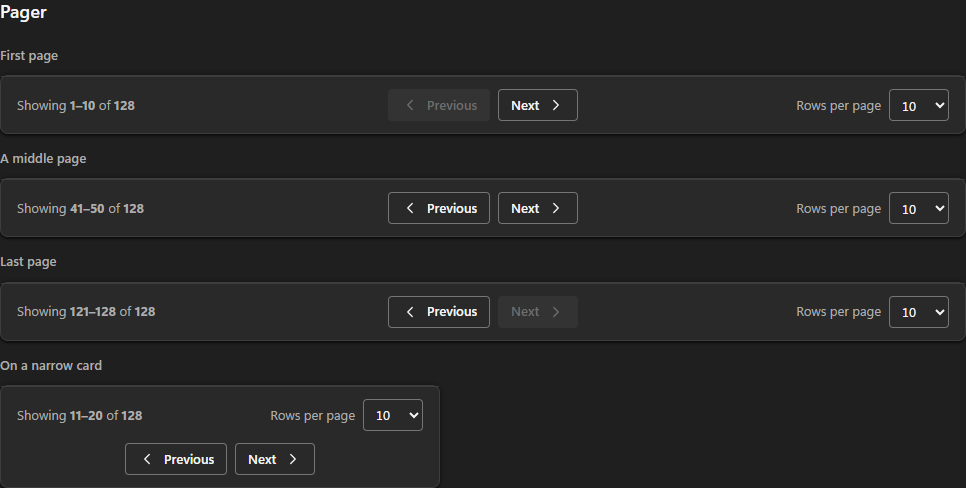 Pager
First page
Showing 1–10 of 128 Previous Next Rows per page 10
A middle page
Showing 41–50 of 128 Previous Next Rows per page 10
Last page
Showing 121–128 of 128 Previous Next Rows per page 10
On a narrow card
Showing 11–20 of 128 Rows per page 10
Previous Next